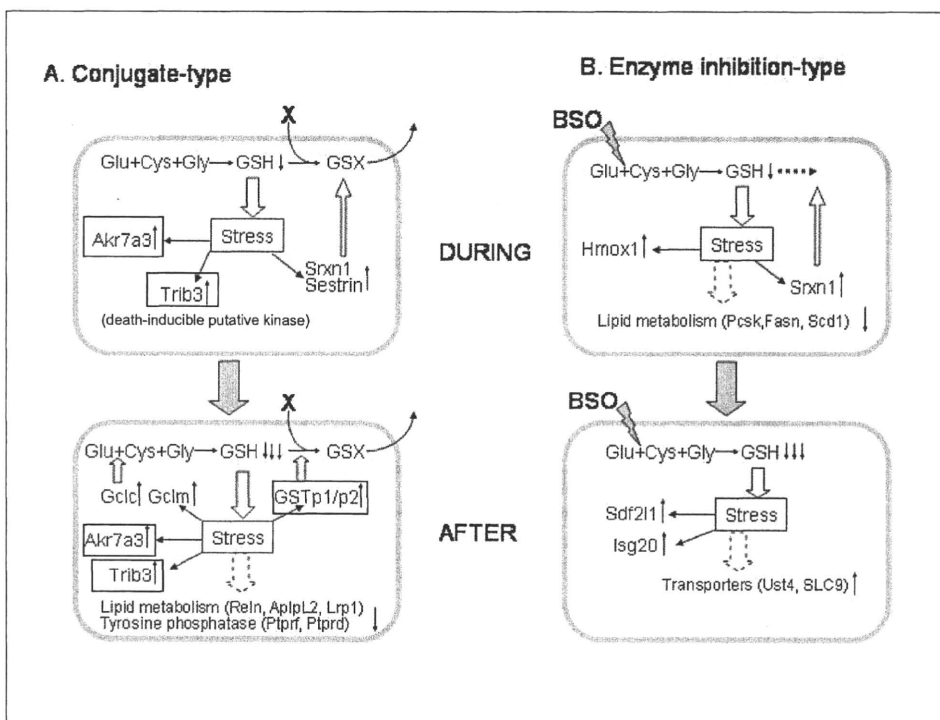 A. Conjugate-type
X
Glu+Cys+Gly→GSH↓→GSX
Stress
Akr7a3↑
Trib3↑
Srxn1
Sestrin↑
(death-inducible putative kinase)
B. Enzyme inhibition-type
BSO
Glu+Cys+Gly→GSH↓
Stress
Hmox1↑
Srxn1↑
Lipid metabolism (Pcsk,Fasn, Scd1)↓
DURING
X
Glu+Cys+Gly→GSH↓↓↓→GSX
Gclc↑ Gclm↑
GSTp1/p2↑
Akr7a3↑
Stress
Trib3↑
Lipid metabolism (Reln, AplpL2, Lrp1)
Tyrosine phosphatase (Ptprf, Ptprd)↓
AFTER
BSO
Glu+Cys+Gly→GSH↓↓↓
Stress
Sdf2l1↑
Isg20↑
Transporters (Ust4, SLC9)↑